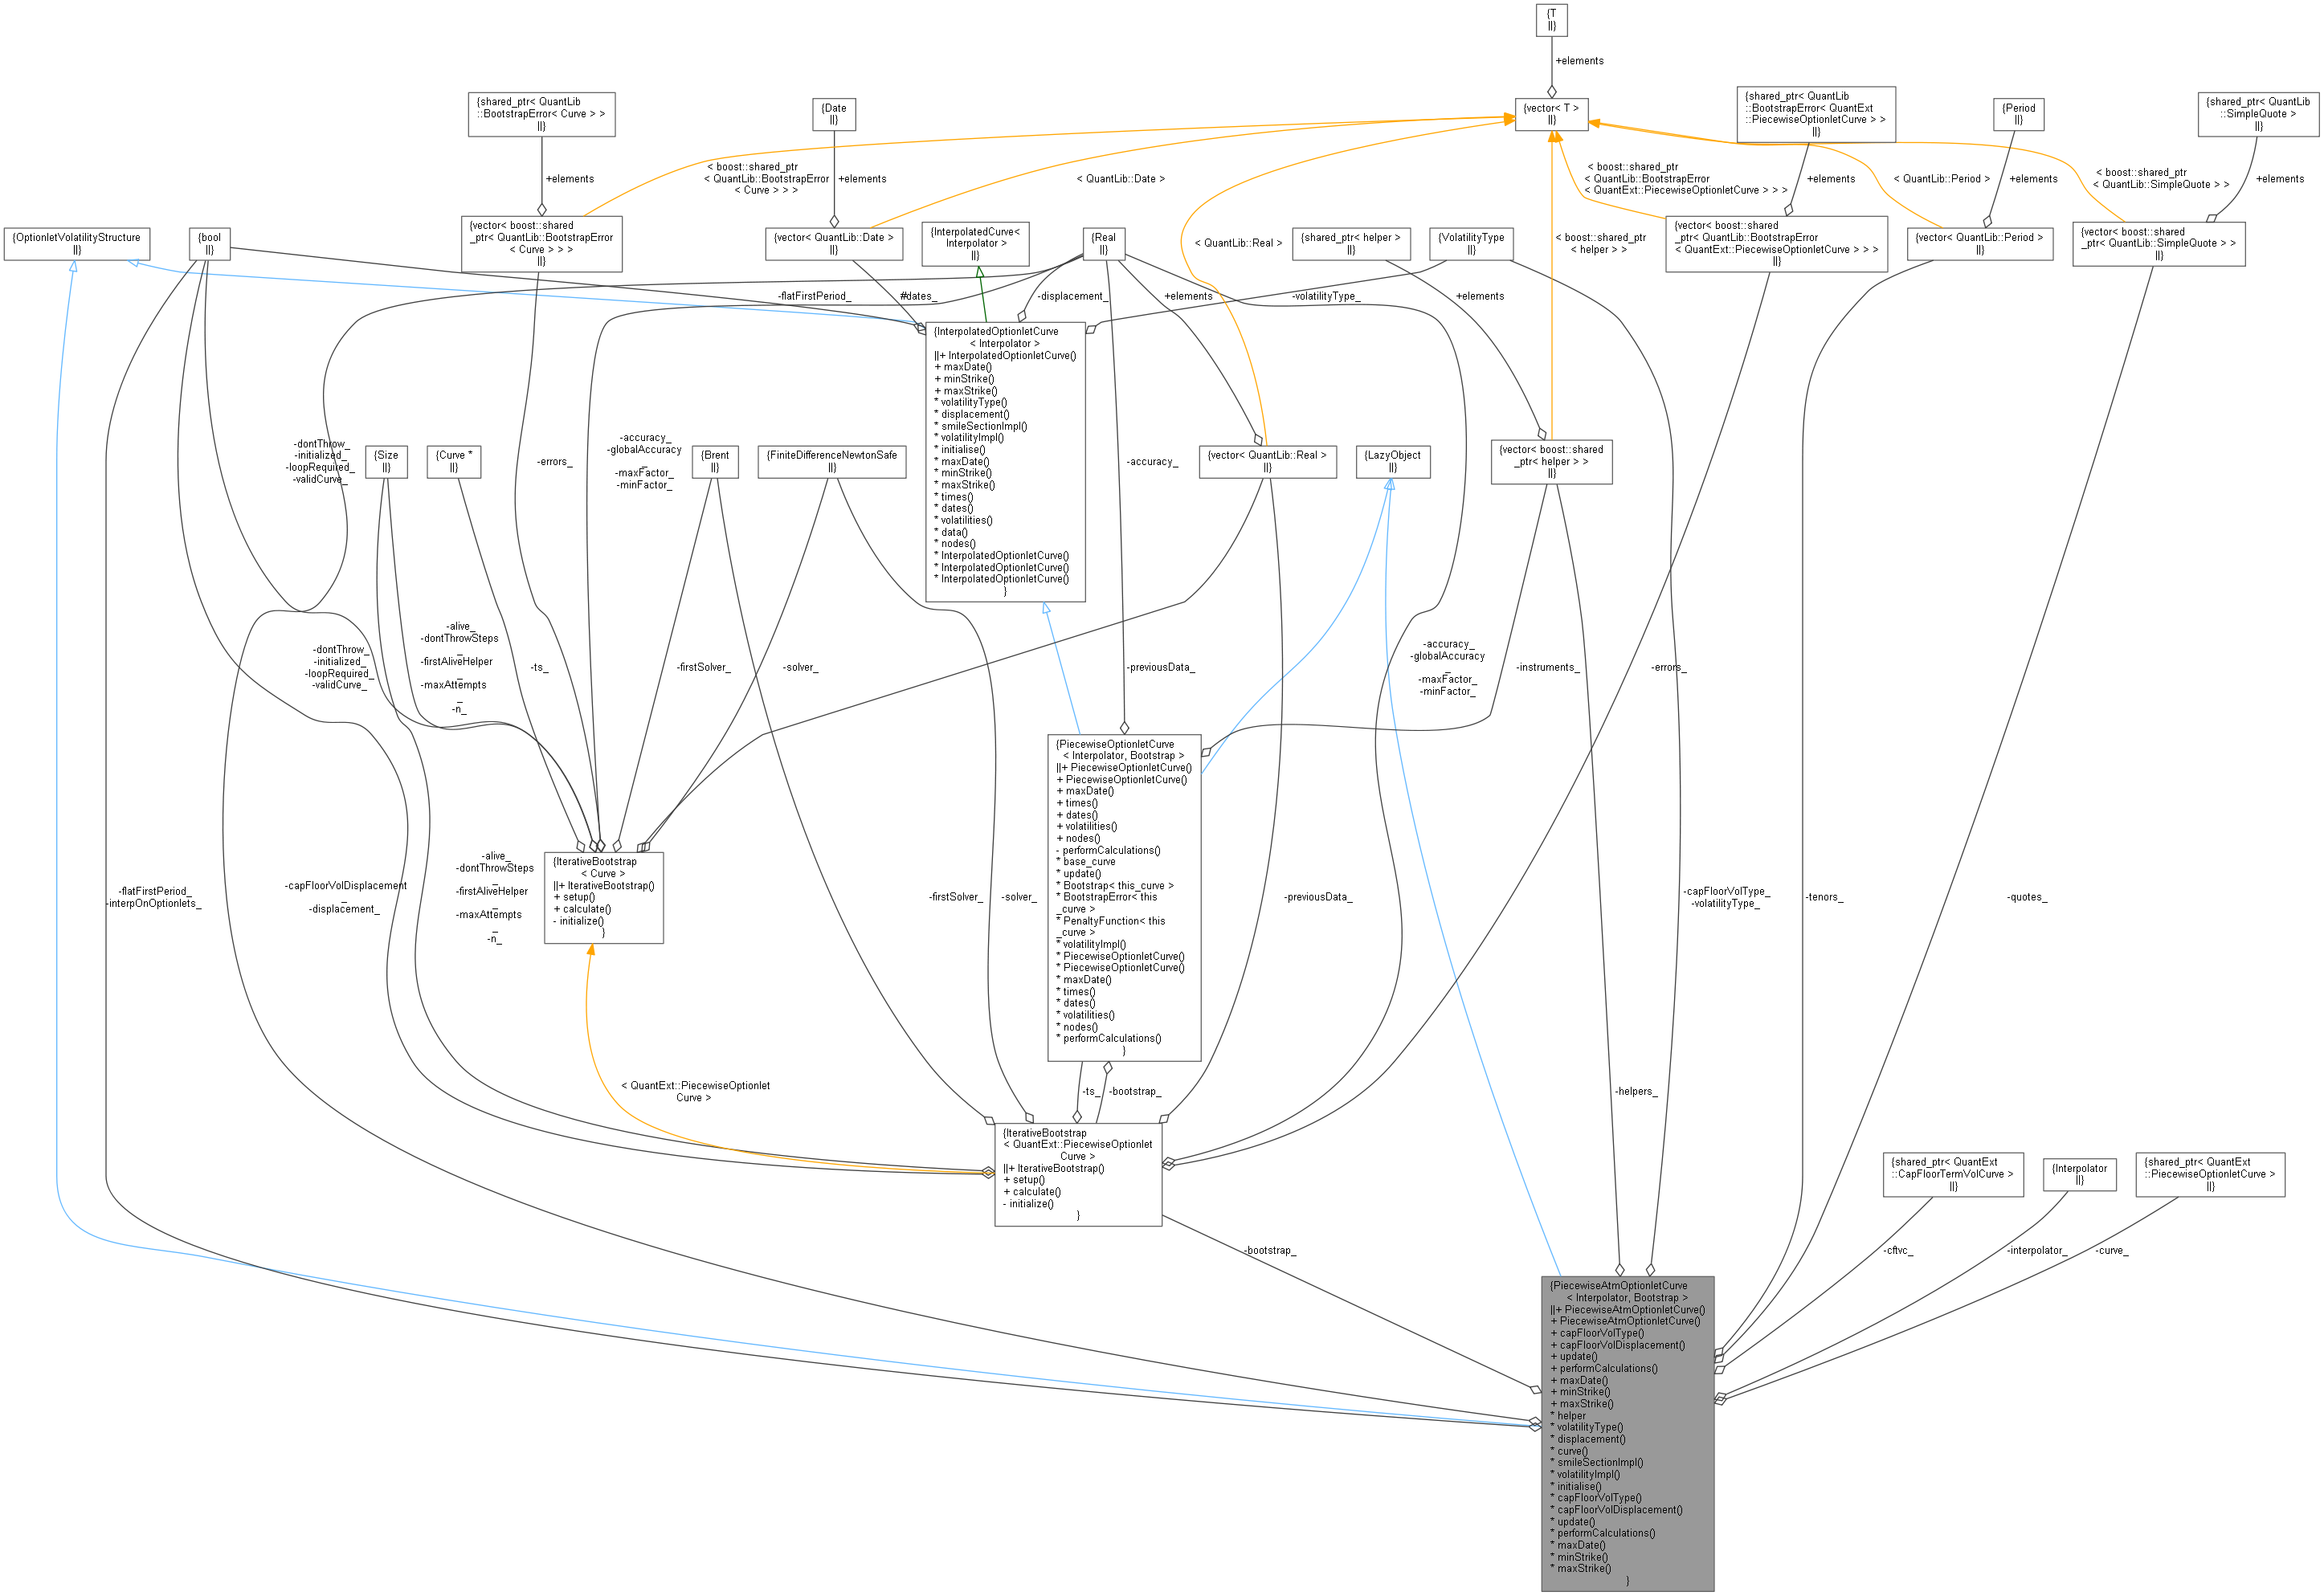 {T
||}
+elements
{shared_ptr< QuantLib
::BootstrapError< Curve > >
||}
{Date
||}
{vector< T >
||}
{shared_ptr< QuantLib
::BootstrapError< QuantExt
::PiecewiseOptionletCurve > >
||}
{Period
||}
{shared_ptr< QuantLib
::SimpleQuote >
||}
+elements
< boost::shared_ptr
< QuantLib::BootstrapError
< Curve > > >
+elements
< QuantLib::Date >
< boost::shared_ptr
< QuantLib::BootstrapError
< QuantExt::PiecewiseOptionletCurve > > >
+elements
< QuantLib::Period >
+elements
< boost::shared_ptr
< QuantLib::SimpleQuote > >
+elements
{OptionletVolatilityStructure
||}
{bool
||}
{vector< boost::shared
_ptr< QuantLib::BootstrapError
< Curve > > >
||}
{vector< QuantLib::Date >
||}
{InterpolatedCurve<
Interpolator >
||}
{Real
||}
< QuantLib::Real >
{shared_ptr< helper >
||}
{VolatilityType
||}
< boost::shared_ptr
< helper > >
{vector< boost::shared
_ptr< QuantLib::BootstrapError
< QuantExt::PiecewiseOptionletCurve > > >
||}
{vector< QuantLib::Period >
||}
{vector< boost::shared
_ptr< QuantLib::SimpleQuote > >
||}
-flatFirstPeriod_
#dates_
-displacement_
+elements
-volatilityType_
+elements
{InterpolatedOptionletCurve
< Interpolator >
||+ InterpolatedOptionletCurve()
+ maxDate()
+ minStrike()
+ maxStrike()
* volatilityType()
* displacement()
* smileSectionImpl()
* volatilityImpl()
* initialise()
* maxDate()
* minStrike()
* maxStrike()
* times()
* dates()
* volatilities()
* data()
* nodes()
* InterpolatedOptionletCurve()
* InterpolatedOptionletCurve()
* InterpolatedOptionletCurve()
}
-dontThrow_
-initialized_
-loopRequired_
-validCurve_
{Size
||}
{Curve *
||}
-errors_
-accuracy_
-globalAccuracy
_
-maxFactor_
-minFactor_
{Brent
||}
{FiniteDifferenceNewtonSafe
||}
-accuracy_
{vector< QuantLib::Real >
||}
{LazyObject
||}
{vector< boost::shared
_ptr< helper > >
||}
-dontThrow_
-initialized_
-loopRequired_
-validCurve_
-alive_
-dontThrowSteps
_
-firstAliveHelper
_
-maxAttempts
_
-n_
-ts_
-firstSolver_
-solver_
-previousData_
-accuracy_
-globalAccuracy
_
-maxFactor_
-minFactor_
-instruments_
-errors_
{PiecewiseOptionletCurve
< Interpolator, Bootstrap >
||+ PiecewiseOptionletCurve()
+ PiecewiseOptionletCurve()
+ maxDate()
+ times()
+ dates()
+ volatilities()
+ nodes()
- performCalculations()
* base_curve
* update()
* Bootstrap< this_curve >
* BootstrapError< this
_curve >
* PenaltyFunction< this
_curve >
* volatilityImpl()
* PiecewiseOptionletCurve()
* PiecewiseOptionletCurve()
* maxDate()
* times()
* dates()
* volatilities()
* nodes()
* performCalculations()
}
{IterativeBootstrap
< Curve >
||+ IterativeBootstrap()
+ setup()
+ calculate()
- initialize()
}
-flatFirstPeriod_
-interpOnOptionlets_
-capFloorVolDisplacement
_
-displacement_
-alive_
-dontThrowSteps
_
-firstAliveHelper
_
-maxAttempts
_
-n_
-firstSolver_
-solver_
-previousData_
-capFloorVolType_
-volatilityType_
-tenors_
-quotes_
< QuantExt::PiecewiseOptionlet
Curve >
-ts_
-bootstrap_
-helpers_
{IterativeBootstrap
< QuantExt::PiecewiseOptionlet
Curve >
||+ IterativeBootstrap()
+ setup()
+ calculate()
- initialize()
}
{shared_ptr< QuantExt
::CapFloorTermVolCurve >
||}
{Interpolator
||}
{shared_ptr< QuantExt
::PiecewiseOptionletCurve >
||}
-bootstrap_
-cftvc_
-interpolator_
-curve_
{PiecewiseAtmOptionletCurve
< Interpolator, Bootstrap >
||+ PiecewiseAtmOptionletCurve()
+ PiecewiseAtmOptionletCurve()
+ capFloorVolType()
+ capFloorVolDisplacement()
+ update()
+ performCalculations()
+ maxDate()
+ minStrike()
+ maxStrike()
* helper
* volatilityType()
* displacement()
* curve()
* smileSectionImpl()
* volatilityImpl()
* initialise()
* capFloorVolType()
* capFloorVolDisplacement()
* update()
* performCalculations()
* maxDate()
* minStrike()
* maxStrike()
}